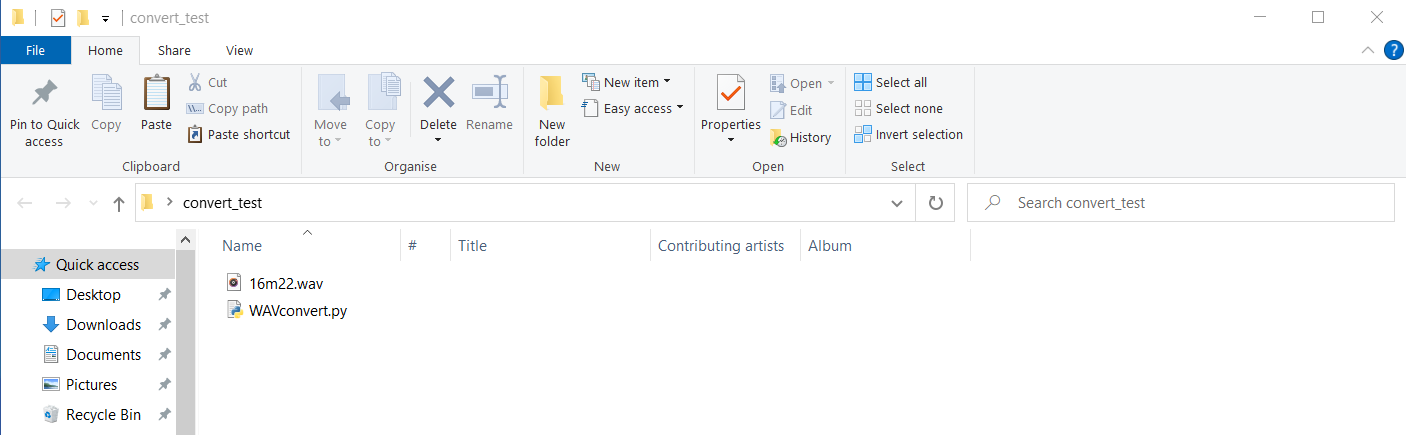 convert_test
File Home Share View
Pin to Quick access
Copy
Paste
Cut
Copy path
Paste shortcut
Clipboard
Move to
Copy to
Delete
Rename
Organise
New folder
New item
Easy access
New
Properties
Open
Edit
History
Open
Select all
Select none
Invert selection
Select
convert_test
Search convert_test
Name # Title Contributing artists Album
Quick access
Desktop
Downloads
Documents
Pictures
Recycle Bin
16m22.wav
WAVconvert.py